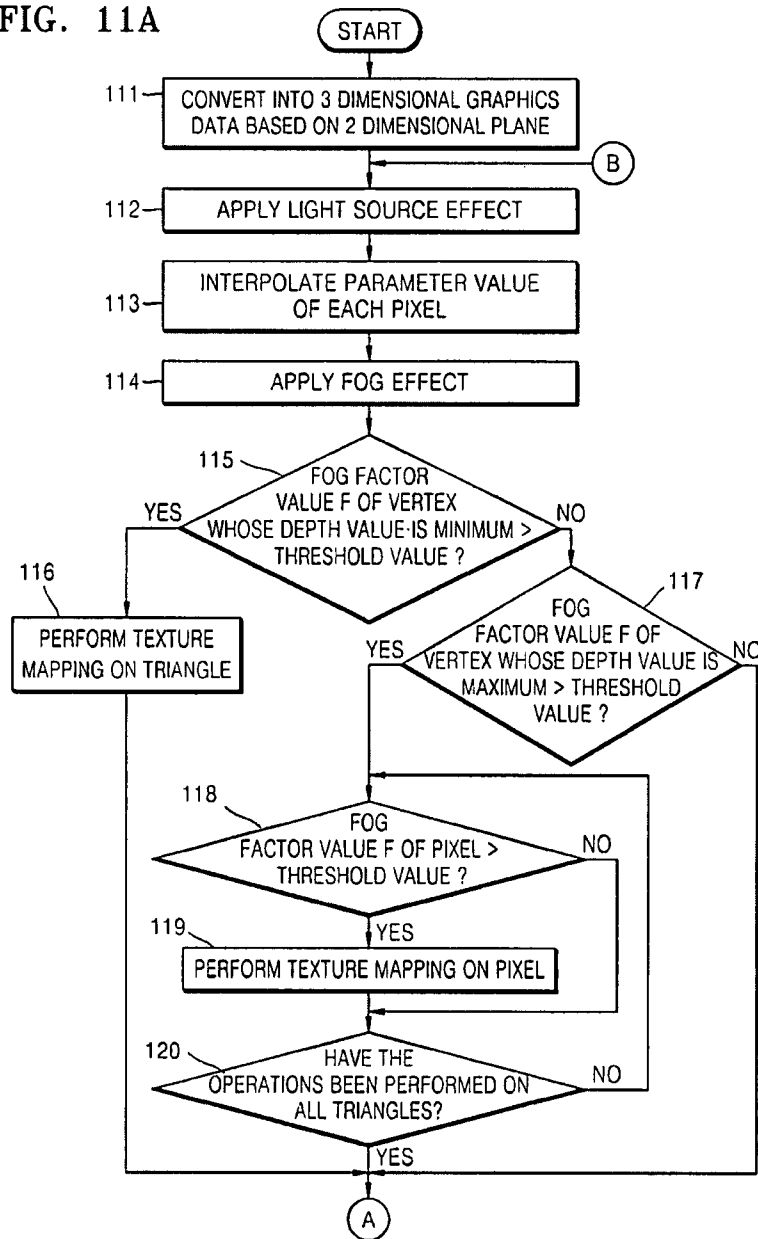 FIG. 11A
START
111
CONVERT INTO 3 DIMENSIONAL GRAPHICS
DATA BASED ON 2 DIMENSIONAL PLANE
B
112
APPLY LIGHT SOURCE EFFECT
113
INTERPOLATE PARAMETER VALUE
OF EACH PIXEL
114
APPLY FOG EFFECT
115
FOG FACTOR
VALUE F OF VERTEX
WHOSE DEPTH VALUE IS MINIMUM >
THRESHOLD VALUE ?
YES
NO
116
PERFORM TEXTURE
MAPPING ON TRIANGLE
117
FOG
FACTOR VALUE F OF
VERTEX WHOSE DEPTH VALUE IS
MAXIMUM > THRESHOLD
VALUE ?
YES
NO
118
FOG
FACTOR VALUE F OF PIXEL >
THRESHOLD VALUE ?
NO
YES
119
PERFORM TEXTURE MAPPING ON PIXEL
120
HAVE THE
OPERATIONS BEEN PERFORMED ON
ALL TRIANGLES?
NO
YES
A